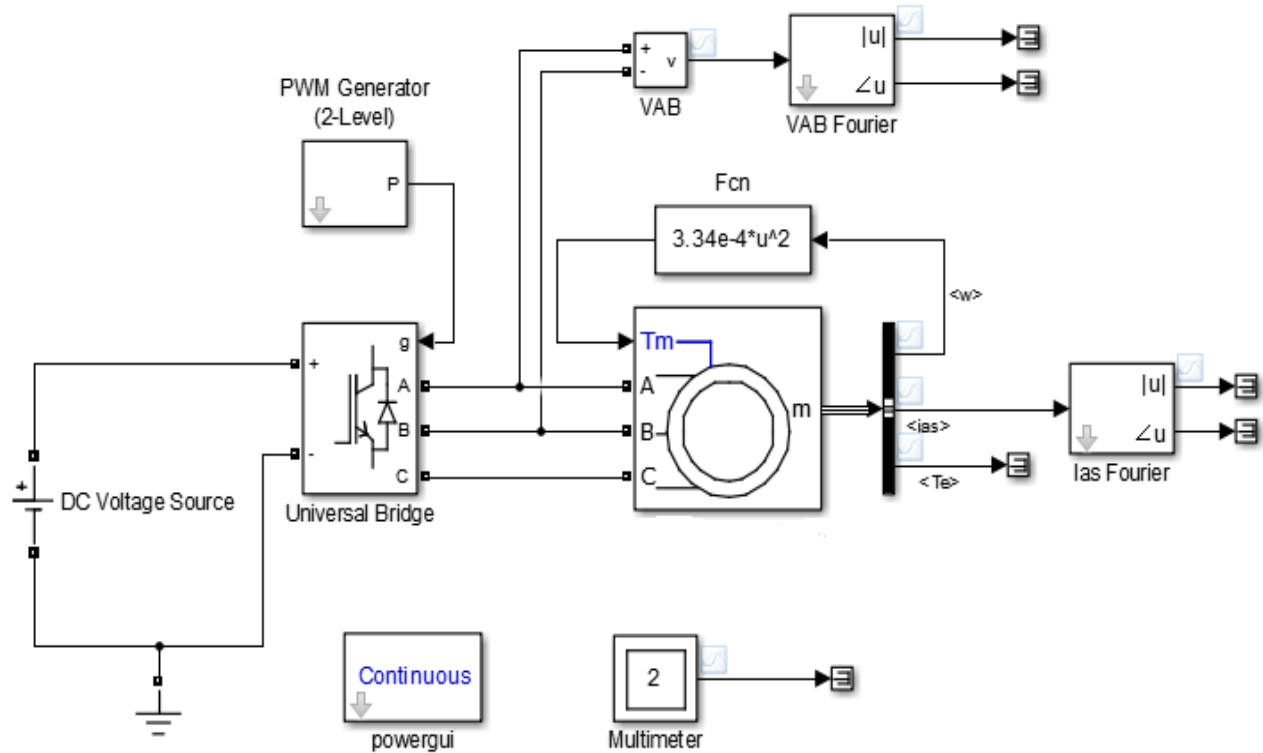 PWM Generator
(2-Level)
P
+
-
v
VAB
|u|
∠u
VAB Fourier
Fcn
3.34e-4*u^2
<w>
g
+
A
B
-
C
Universal Bridge
Tm
A
B
C
m
<ias>
<Te>
|u|
∠u
Ias Fourier
+
DC Voltage Source
Continuous
powergui
2
Multimeter